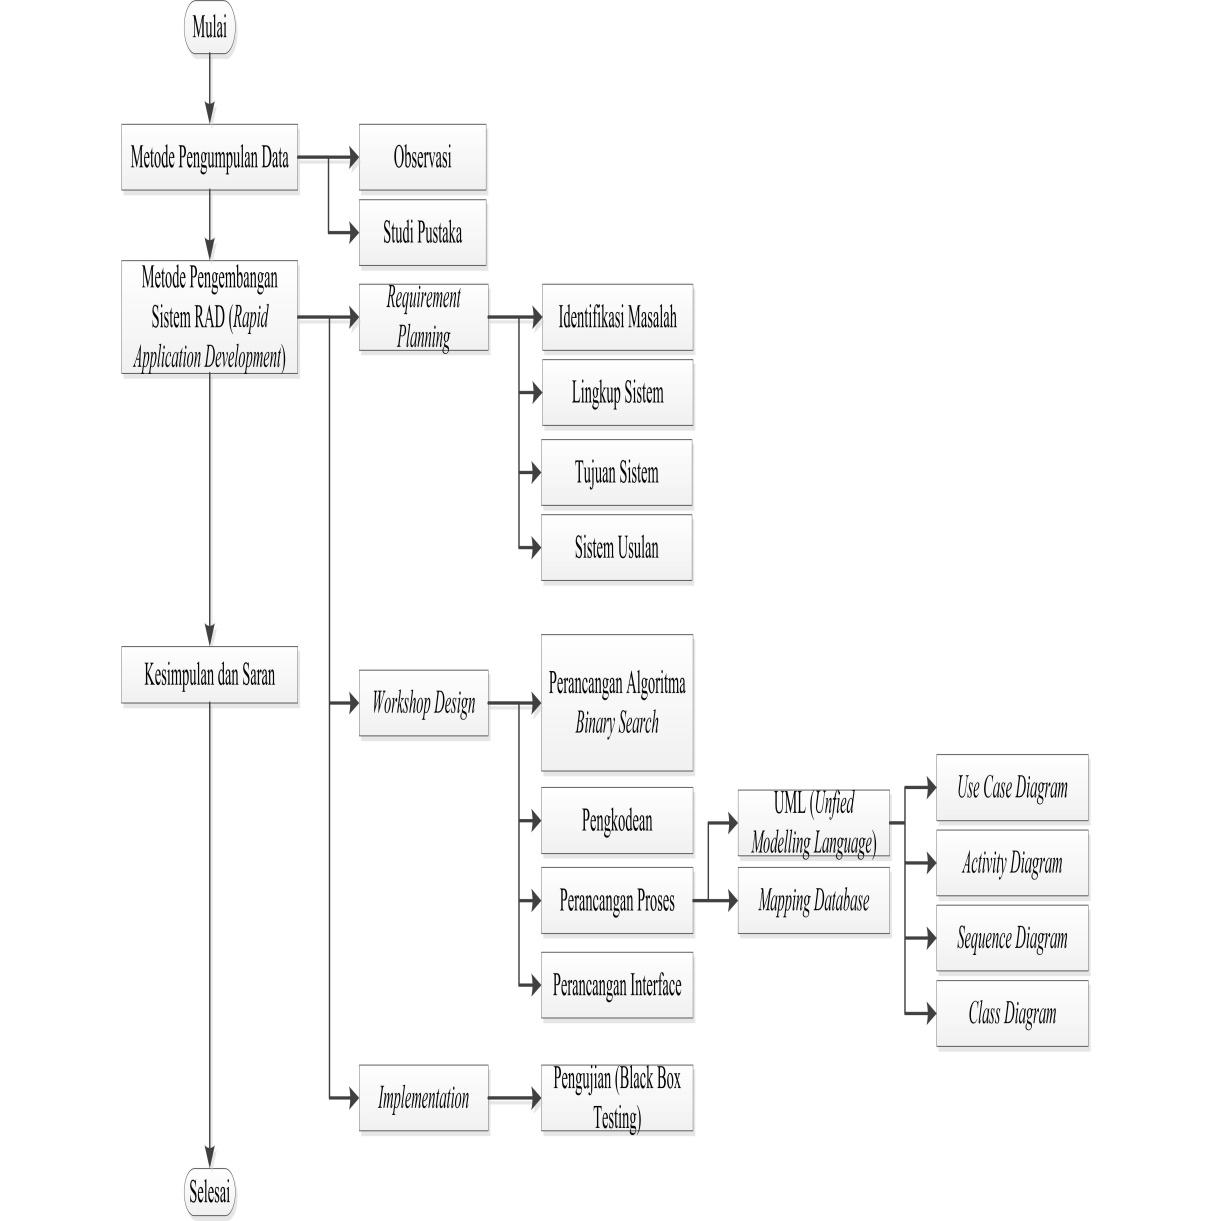 Mulai
Metode Pengumpulan Data
Observasi
Studi Pustaka
Metode Pengembangan
Sistem RAD (Rapid
Application Development)
Requirement
Planning
Identifikasi Masalah
Lingkup Sistem
Tujuan Sistem
Sistem Usulan
Kesimpulan dan Saran
Workshop Design
Perancangan Algoritma
Binary Search
Pengkodean
Perancangan Proses
Perancangan Interface
UML (Unfied
Modelling Language)
Mapping Database
Use Case Diagram
Activity Diagram
Sequence Diagram
Class Diagram
Implementation
Pengujian (Black Box
Testing)
Selesai